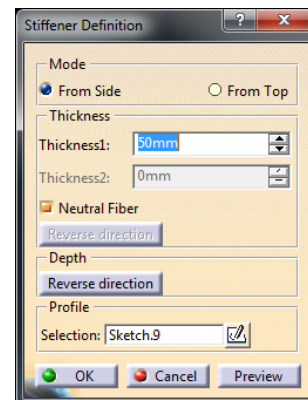 Stiffener Definition
Mode
From Side From Top
Thickness
Thickness1: 50mm
Thickness2: 0mm
Neutral Fiber
Reverse direction
Depth
Reverse direction
Profile
Selection: Sketch.9
OK Cancel Preview